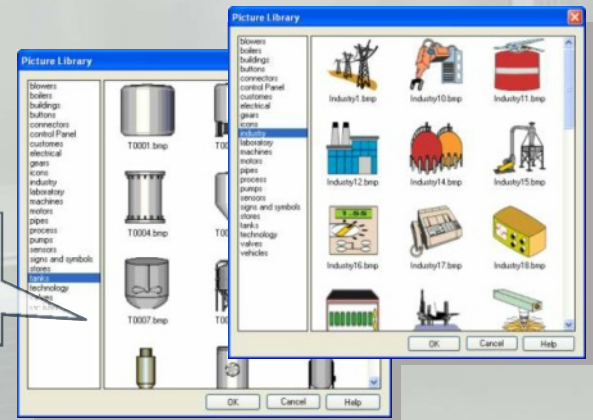 Picture Library
blowers
boilers
buildings
buttons
connectors
control Panel
customes
electrical
gears
icons
industry
laboratory
machines
motors
pipes
process
pumps
sensors
signs and symbols
stores
tanks
technology
valves
T0001.bmp
T0004.bmp
T0007.bmp
OK
Cancel
Help
Picture Library
blowers
boilers
buildings
buttons
connectors
control Panel
customes
electrical
gears
icons
industry
laboratory
machines
motors
pipes
process
pumps
sensors
signs and symbols
stores
tanks
technology
valves
vehicles
Industry1.bmp
Industry10.bmp
Industry11.bmp
Industry12.bmp
Industry14.bmp
Industry15.bmp
Industry16.bmp
Industry17.bmp
Industry18.bmp
OK
Cancel
Help